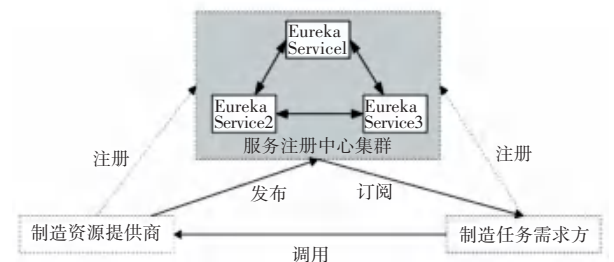 Eureka
Service1
Eureka
Service2
Eureka
Service3
服务注册中心集群
注册
注册
发布
订阅
制造资源提供商
制造任务需求方
调用